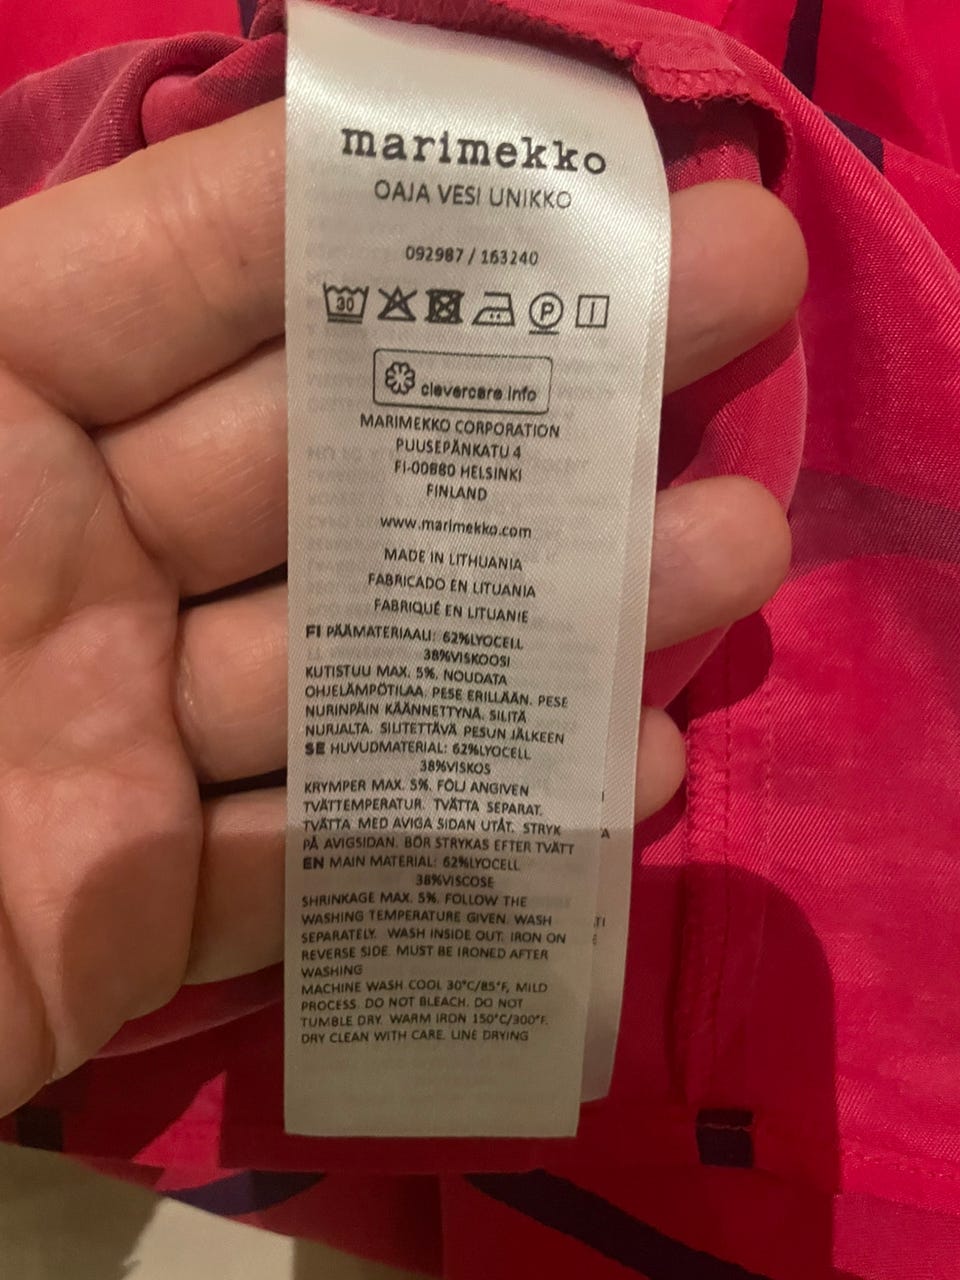 marimekko
OAJA VESI UNIKKO
092987 / 163240
30 P
clevercare.info
MARIMEKKO CORPORATION
PUUSEPÄNKATU 4
FI-00880 HELSINKI
FINLAND
www.marimekko.com
MADE IN LITHUANIA
FABRICADO EN LITUANIA
FABRIQUÉ EN LITUANIE
FI PÄÄMATERIAALI: 62%LYOCELL
38%VISKOOSI
KUTISTUU MAX. 5%. NOUDATA
OHJELÄMPÖTILAA. PESE ERILLÄÄN. PESE
NURINPÄIN KÄÄNNETTYNÄ. SILITÄ
NURJALTA. SILITETTÄVÄ PESUN JÄLKEEN
SE HUVUDMATERIAL: 62%LYOCELL
38%VISKOS
KRYMPER MAX. 5%. FÖLJ ANGIVEN
TVÄTTEMPERATUR. TVÄTTA SEPARAT.
TVÄTTA MED AVIGA SIDAN UTÅT. STRYK
PÅ AVIGSIDAN. BÖR STRYKAS EFTER TVÄTT
EN MAIN MATERIAL: 62%LYOCELL
38%VISCOSE
SHRINKAGE MAX. 5%. FOLLOW THE
WASHING TEMPERATURE GIVEN. WASH
SEPARATELY. WASH INSIDE OUT. IRON ON
REVERSE SIDE. MUST BE IRONED AFTER
WASHING
MACHINE WASH COOL 30°C/85°F, MILD
PROCESS. DO NOT BLEACH. DO NOT
TUMBLE DRY. WARM IRON 150°C/300°F.
DRY CLEAN WITH CARE. LINE DRYING